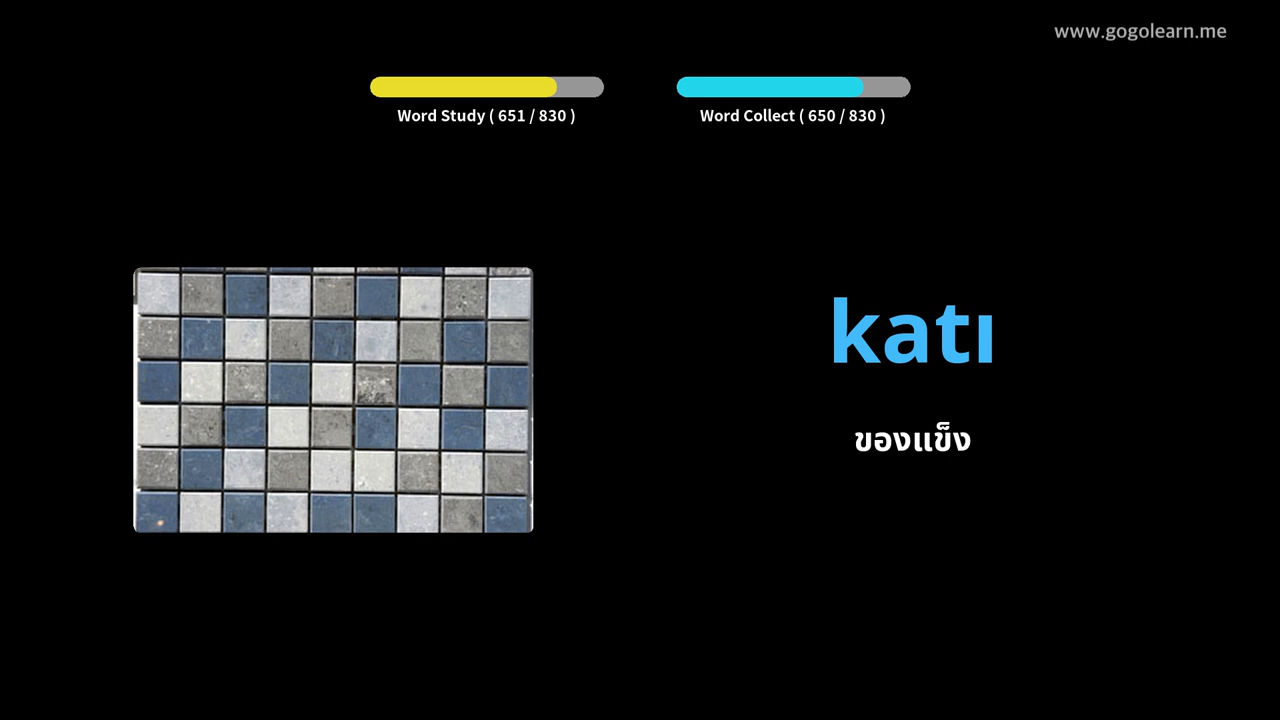 www.gogolearn.me
Word Study ( 651 / 830 )
Word Collect ( 650 / 830 )
katı
ของแข็ง